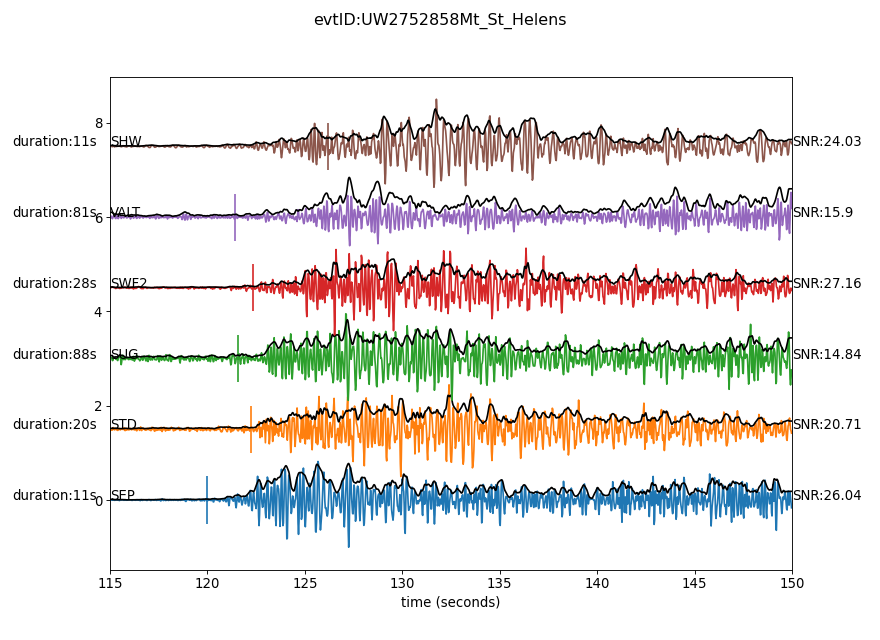 evtID:UW2752858Mt_St_Helens
8
duration:11s SHW SNR:24.03
duration:81s VALT SNR:15.9
6
duration:28s SWF2 SNR:27.16
4
duration:88s SUG SNR:14.84
2
duration:20s STD SNR:20.71
duration:11s SEP SNR:26.04
0
115 120 125 130 135 140 145 150
time (seconds)